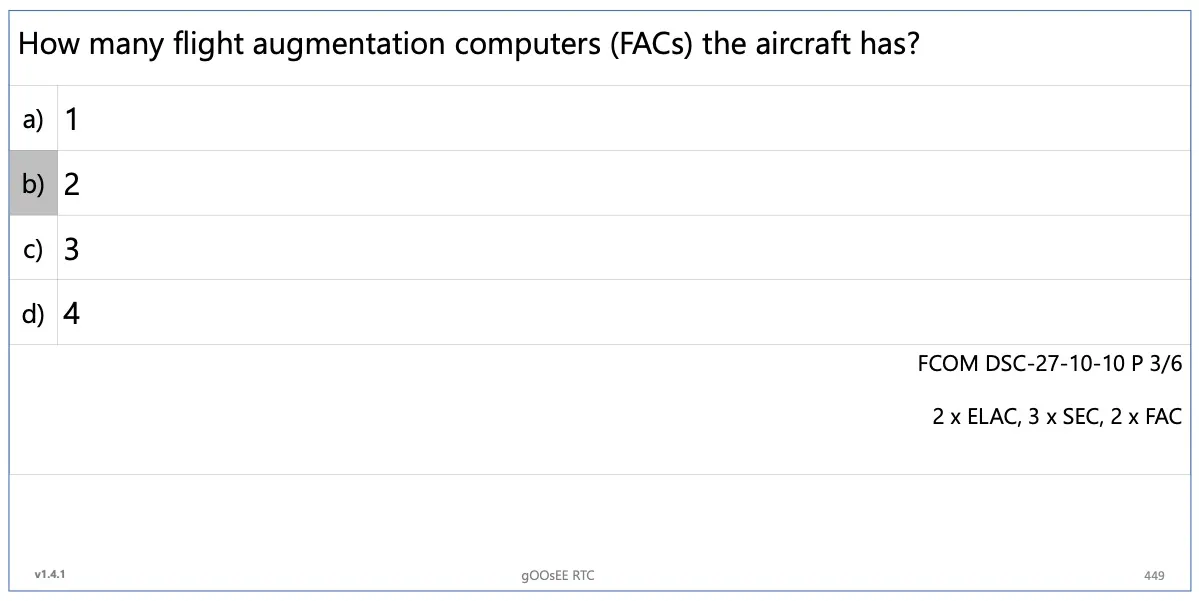 How many flight augmentation computers (FACs) the aircraft has?
a) 1
b) 2
c) 3
d) 4
FCOM DSC-27-10-10 P 3/6
2 x ELAC, 3 x SEC, 2 x FAC
v1.4.1 gOOsEE RTC 449